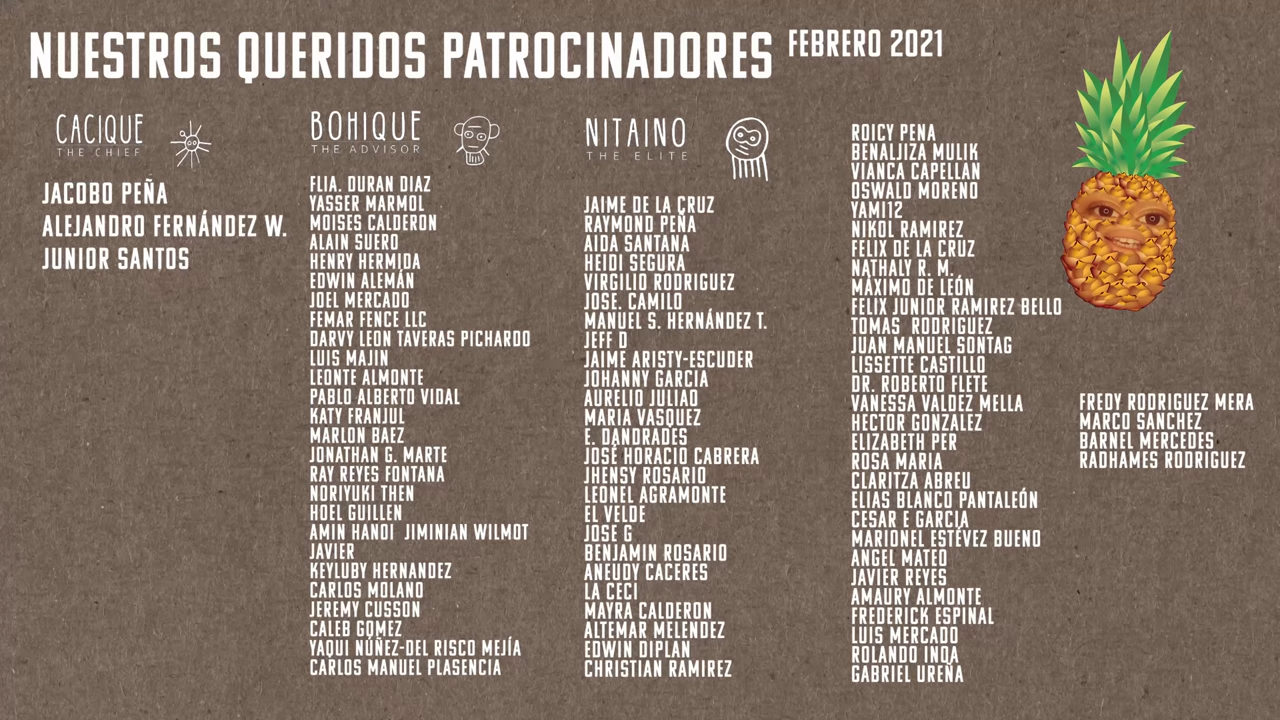 NUESTROS QUERIDOS PATROCINADORES FEBRERO 2021
CACIQUE
THE CHIEF
JACOBO PEÑA
ALEJANDRO FERNÁNDEZ W.
JUNIOR SANTOS
BOHIQUE
THE ADVISOR
FLIA. DURAN DIAZ
YASSER MARMOL
MOISES CALDERON
ALAIN SUERO
HENRY HERMIDA
EDWIN ALEMÁN
JOEL MERCADO
FEMAR FENCE LLC
DARVY LEON TAVERAS PICHARDO
LUIS MAJIN
LEONTE ALMONTE
PABLO ALBERTO VIDAL
KATY FRANJUL
MARLON BAEZ
JONATHAN G. MARTE
RAY REYES FONTANA
NORIYUKI THEN
HOEL GUILLEN
AMIN HANOI JIMINIAN WILMOT
JAVIER
KEYLUBY HERNANDEZ
CARLOS MOLANO
JEREMY CUSSON
CALEB GOMEZ
YAQUI NÚÑEZ-DEL RISCO MEJÍA
CARLOS MANUEL PLASENCIA
NITAINO
THE ELITE
JAIME DE LA CRUZ
RAYMOND PEÑA
AIDA SANTANA
HEIDI SEGURA
VIRGILIO RODRIGUEZ
JOSE. CAMILO
MANUEL S. HERNÁNDEZ T.
JEFF D
JAIME ARISTY-ESCUDER
JOHANNY GARCIA
AURELIO JULIAO
MARIA VASQUEZ
E. DANDRADES
JOSÉ HORACIO CABRERA
JHENSY ROSARIO
LEONEL AGRAMONTE
EL VELDE
JOSE G
BENJAMIN ROSARIO
ANEUDY CACERES
LA CECI
MAYRA CALDERON
ALTEMAR MELENDEZ
EDWIN DIPLAN
CHRISTIAN RAMIREZ
ROICY PENA
BENALJIZA MULIK
VIANCA CAPELLAN
OSWALD MORENO
YAMI12
NIKOL RAMIREZ
FELIX DE LA CRUZ
NATHALY R. M.
MÁXIMO DE LEÓN
FELIX JUNIOR RAMIREZ BELLO
TOMAS RODRIGUEZ
JUAN MANUEL SONTAG
LISSETTE CASTILLO
DR. ROBERTO FLETE
VANESSA VALDEZ MELLA
HECTOR GONZALEZ
ELIZABETH PER
ROSA MARIA
CLARITZA ABREU
ELIAS BLANCO PANTALEÓN
CESAR E GARCIA
MARIONEL ESTÉVEZ BUENO
ANGEL MATEO
JAVIER REYES
AMAURY ALMONTE
FREDERICK ESPINAL
LUIS MERCADO
ROLANDO INOA
GABRIEL UREÑA
FREDY RODRIGUEZ MERA
MARCO SANCHEZ
BARNEL MERCEDES
RADHAMES RODRIGUEZ